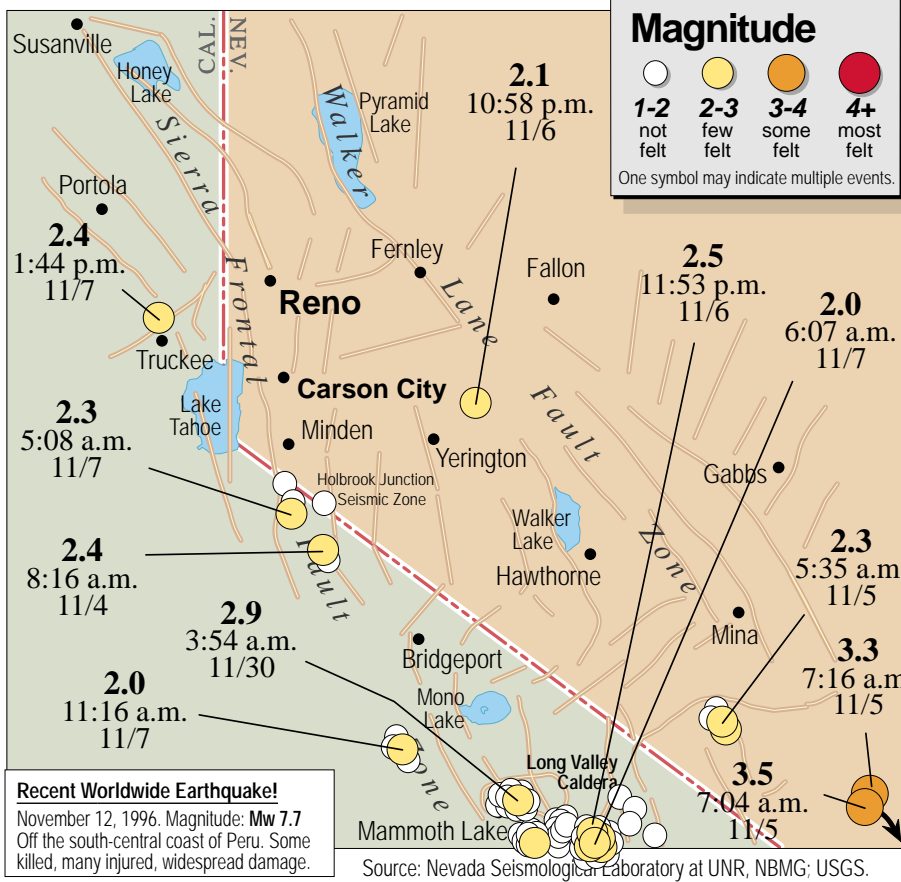 Magnitude
1-2
not
felt
2-3
few
felt
3-4
some
felt
4+
most
felt
One symbol may indicate multiple events.
Susanville
CAL.
NEV.
Honey
Lake
Sierra
Frontal
Fault
Zone
Walker
Lane
Fault
Zone
Pyramid
Lake
2.1
10:58 p.m.
11/6
Portola
2.4
1:44 p.m.
11/7
Fernley
Fallon
2.5
11:53 p.m.
11/6
2.0
6:07 a.m.
11/7
Reno
Truckee
Carson City
Lake
Tahoe
2.3
5:08 a.m.
11/7
Minden
Yerington
Gabbs
Holbrook Junction
Seismic Zone
Walker
Lake
Hawthorne
2.4
8:16 a.m.
11/4
2.3
5:35 a.m
11/5
2.9
3:54 a.m.
11/30
Mina
Bridgeport
3.3
7:16 a.m
11/5
2.0
11:16 a.m.
11/7
Mono
Lake
Long Valley
Caldera
3.5
7:04 a.m.
11/5
Mammoth Lake
Recent Worldwide Earthquake!
November 12, 1996. Magnitude: Mw 7.7
Off the south-central coast of Peru. Some
killed, many injured, widespread damage.
Source: Nevada Seismological Laboratory at UNR, NBMG; USGS.